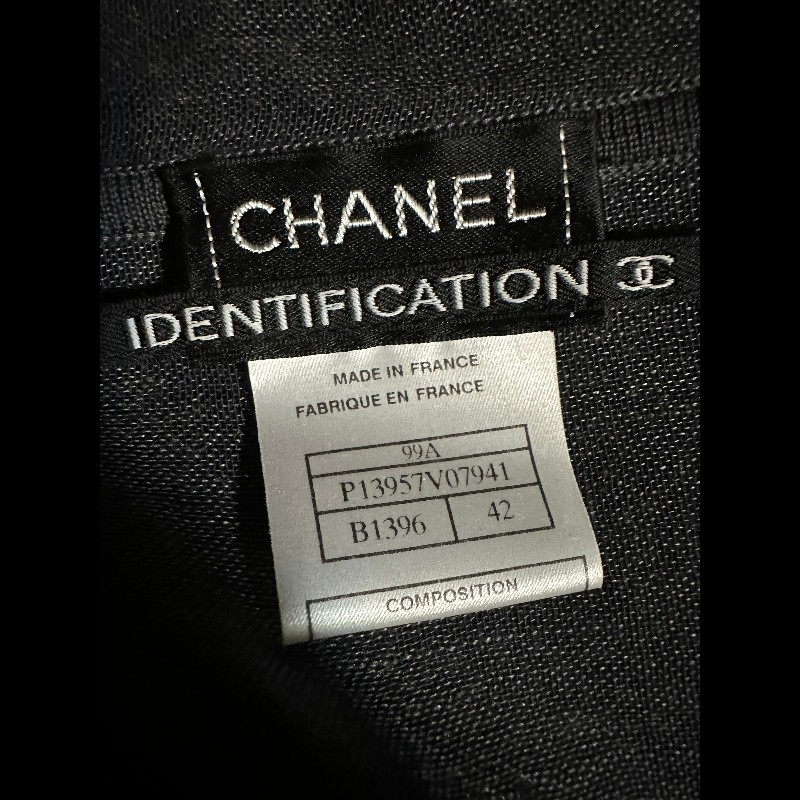 CHANEL
IDENTIFICATION
MADE IN FRANCE
FABRIQUE EN FRANCE
99A
P13957V07941
B1396 42
COMPOSITION